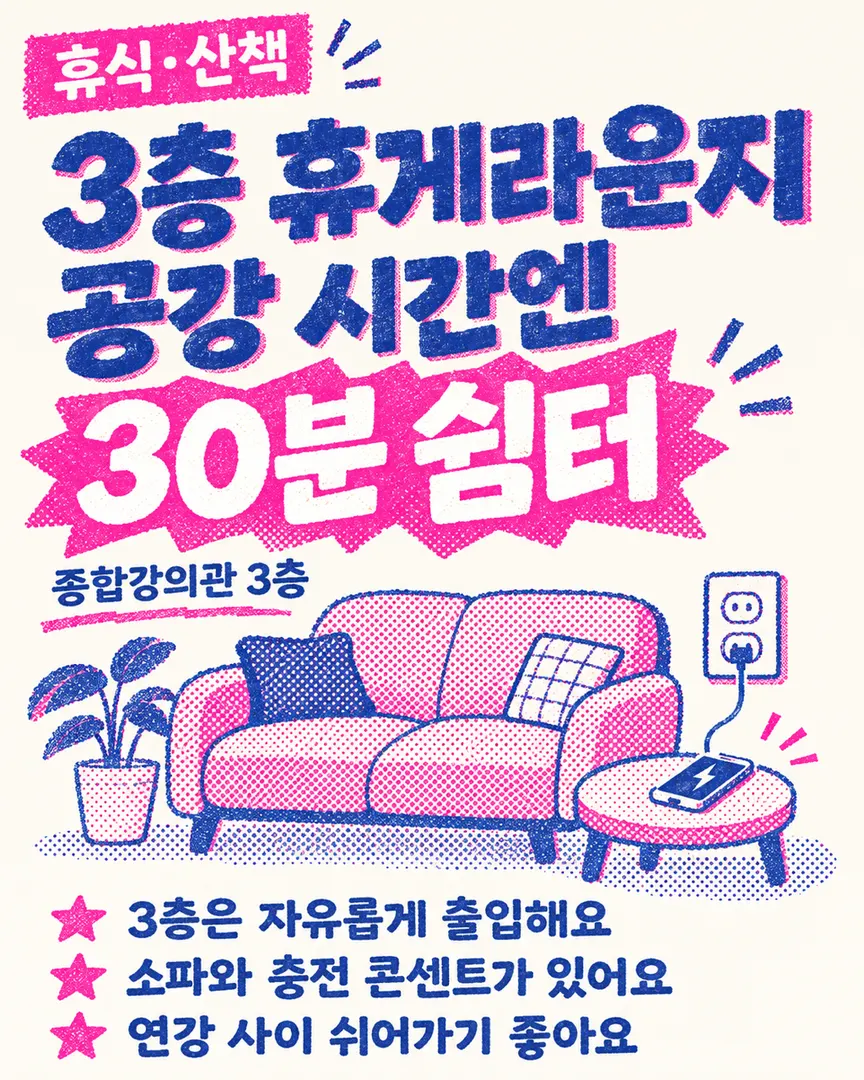 휴식·산책
3층 휴게라운지
공강 시간엔
30분 쉼터
종합강의관 3층
3층은 자유롭게 출입해요
소파와 충전 콘센트가 있어요
연강 사이 쉬어가기 좋아요